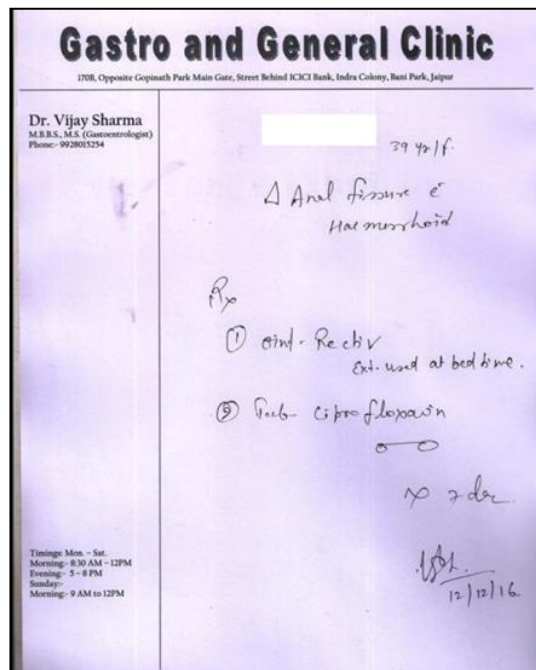 Gastro and General Clinic
170B, Opposite Gopinath Park Main Gate, Street Behind ICICI Bank, Indra Colony, Bani Park, Jaipur
Dr. Vijay Sharma
M.B.B.S., M.S. (Gastoentrologist)
Phone:- 9928015254
39 yr/f.
Δ Anal fissure c̄
Haemorrhoid
Rx
① oint- Rectiv
Ext. used at bed time.
② Tab- Ciprofloxacin
x 7 day
12/12/16
Timings: Mon. – Sat.
Morning:- 8:30 AM – 12PM
Evening:- 5 – 8 PM
Sunday:-
Morning:- 9 AM to 12PM